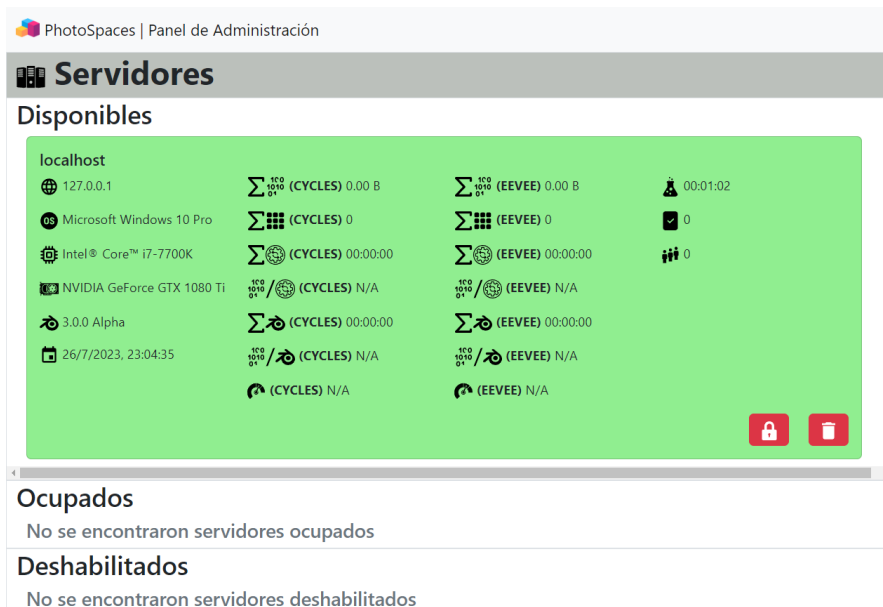 PhotoSpaces | Panel de Administración
Servidores
Disponibles
localhost
127.0.0.1
Microsoft Windows 10 Pro
Intel® Core™ i7-7700K
NVIDIA GeForce GTX 1080 Ti
3.0.0 Alpha
26/7/2023, 23:04:35
(CYCLES) 0.00 B
(CYCLES) 0
(CYCLES) 00:00:00
(CYCLES) N/A
(CYCLES) 00:00:00
(CYCLES) N/A
(CYCLES) N/A
(EEVEE) 0.00 B
(EEVEE) 0
(EEVEE) 00:00:00
(EEVEE) N/A
(EEVEE) 00:00:00
(EEVEE) N/A
(EEVEE) N/A
00:01:02
0
0
Ocupados
No se encontraron servidores ocupados
Deshabilitados
No se encontraron servidores deshabilitados